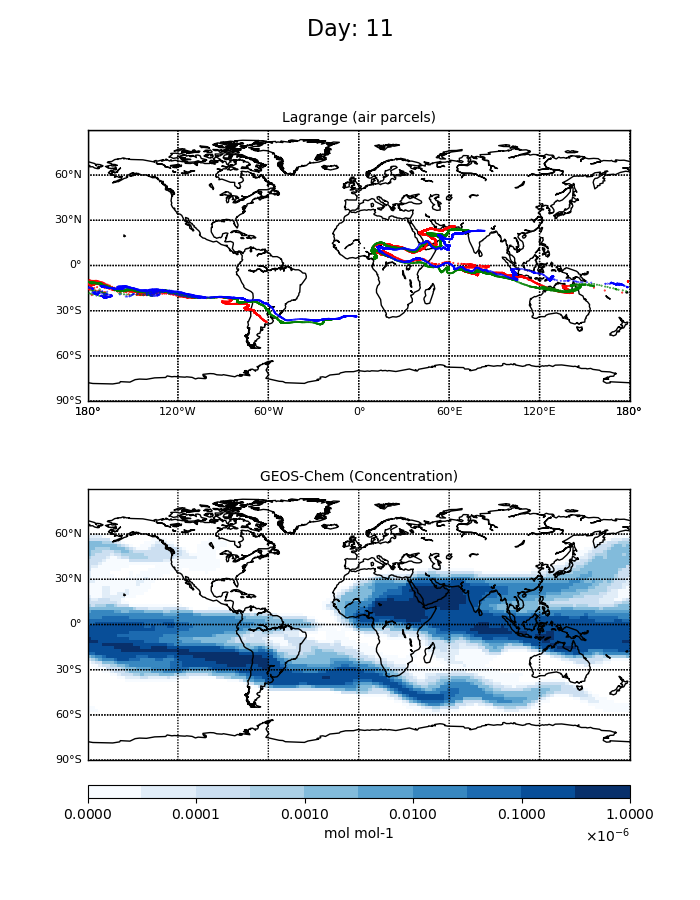 Day: 11
Lagrange (air parcels)
60°N
30°N
0°
30°S
60°S
90°S
180° 120°W 60°W 0° 60°E 120°E 180°
GEOS-Chem (Concentration)
60°N
30°N
0°
30°S
60°S
90°S
0.0000 0.0001 0.0010 0.0100 0.1000 1.0000
mol mol-1 ×10⁻⁶